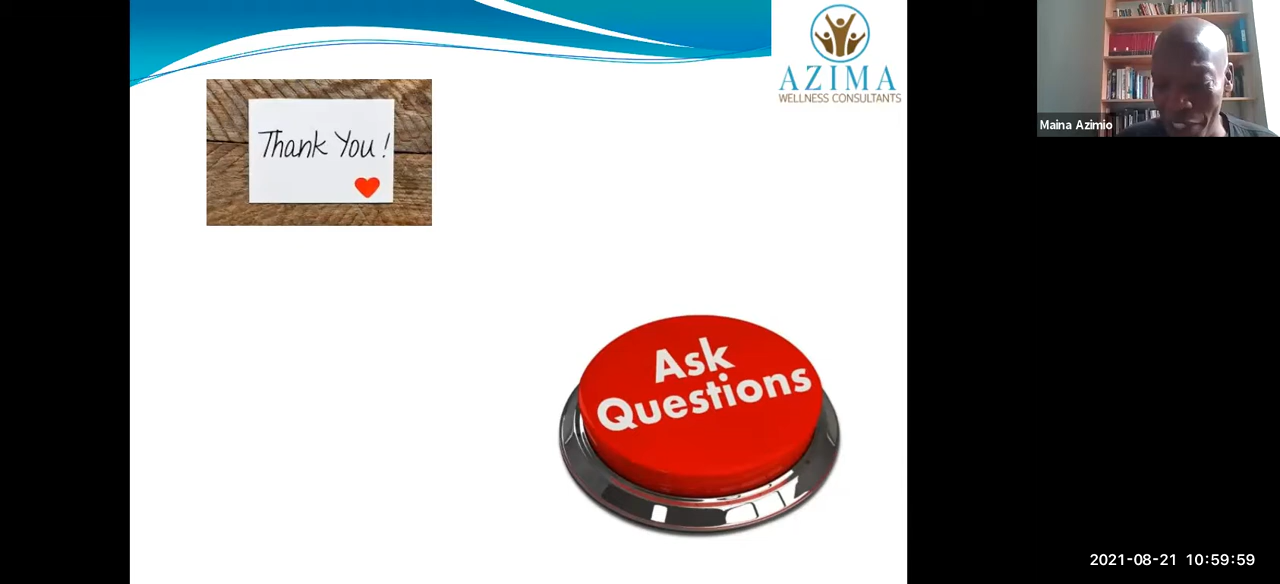 AZIMA
WELLNESS CONSULTANTS
Maina Azimio
Thank You!
Ask
Questions
2021-08-21 10:59:59